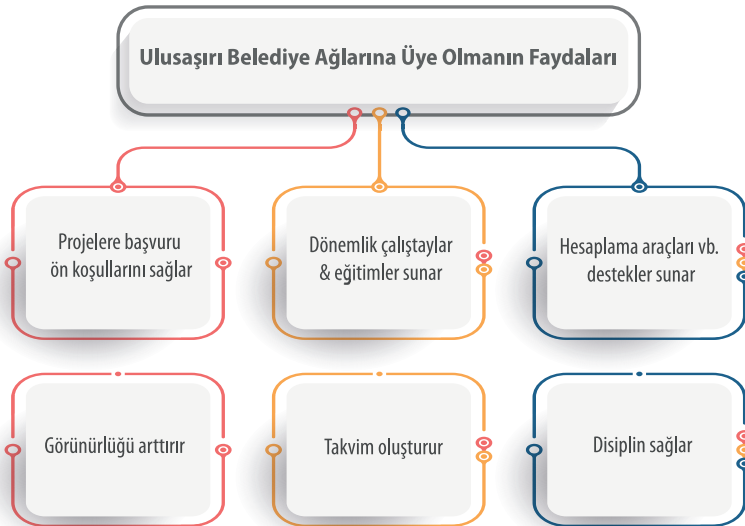 Ulusaşırı Belediye Ağlarına Üye Olmanın Faydaları
Projelere başvuru
ön koşullarını sağlar
Dönemlik çalıştaylar
& eğitimler sunar
Hesaplama araçları vb.
destekler sunar
Görünürlüğü arttırır
Takvim oluşturur
Disiplin sağlar